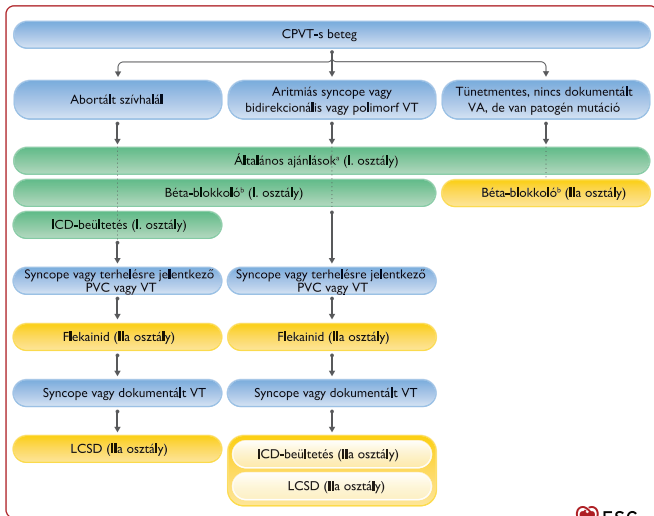 CPVT-s beteg
Abortált szívhalál
Aritmiás syncope vagy
bidirekcionális vagy polimorf VT
Tünetmentes, nincs dokumentált
VA, de van patogén mutáció
Általános ajánlásokᵃ (I. osztály)
Béta-blokkolóᵇ (I. osztály)
Béta-blokkolóᵇ (IIa osztály)
ICD-beültetés (I. osztály)
Syncope vagy terhelésre jelentkező
PVC vagy VT
Syncope vagy terhelésre jelentkező
PVC vagy VT
Flekainid (IIa osztály)
Flekainid (IIa osztály)
Syncope vagy dokumentált VT
Syncope vagy dokumentált VT
LCSD (IIa osztály)
ICD-beültetés (IIa osztály)
LCSD (IIa osztály)
ESC